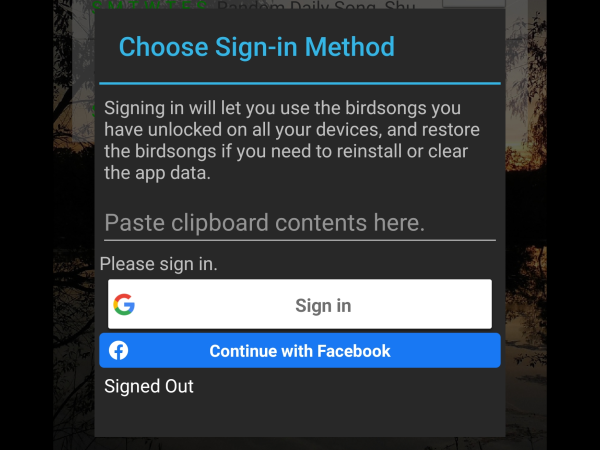 Random Daily Song, Shu
Choose Sign-in Method
Signing in will let you use the birdsongs you
have unlocked on all your devices, and restore
the birdsongs if you need to reinstall or clear
the app data.
Paste clipboard contents here.
Please sign in.
Sign in
Continue with Facebook
Signed Out